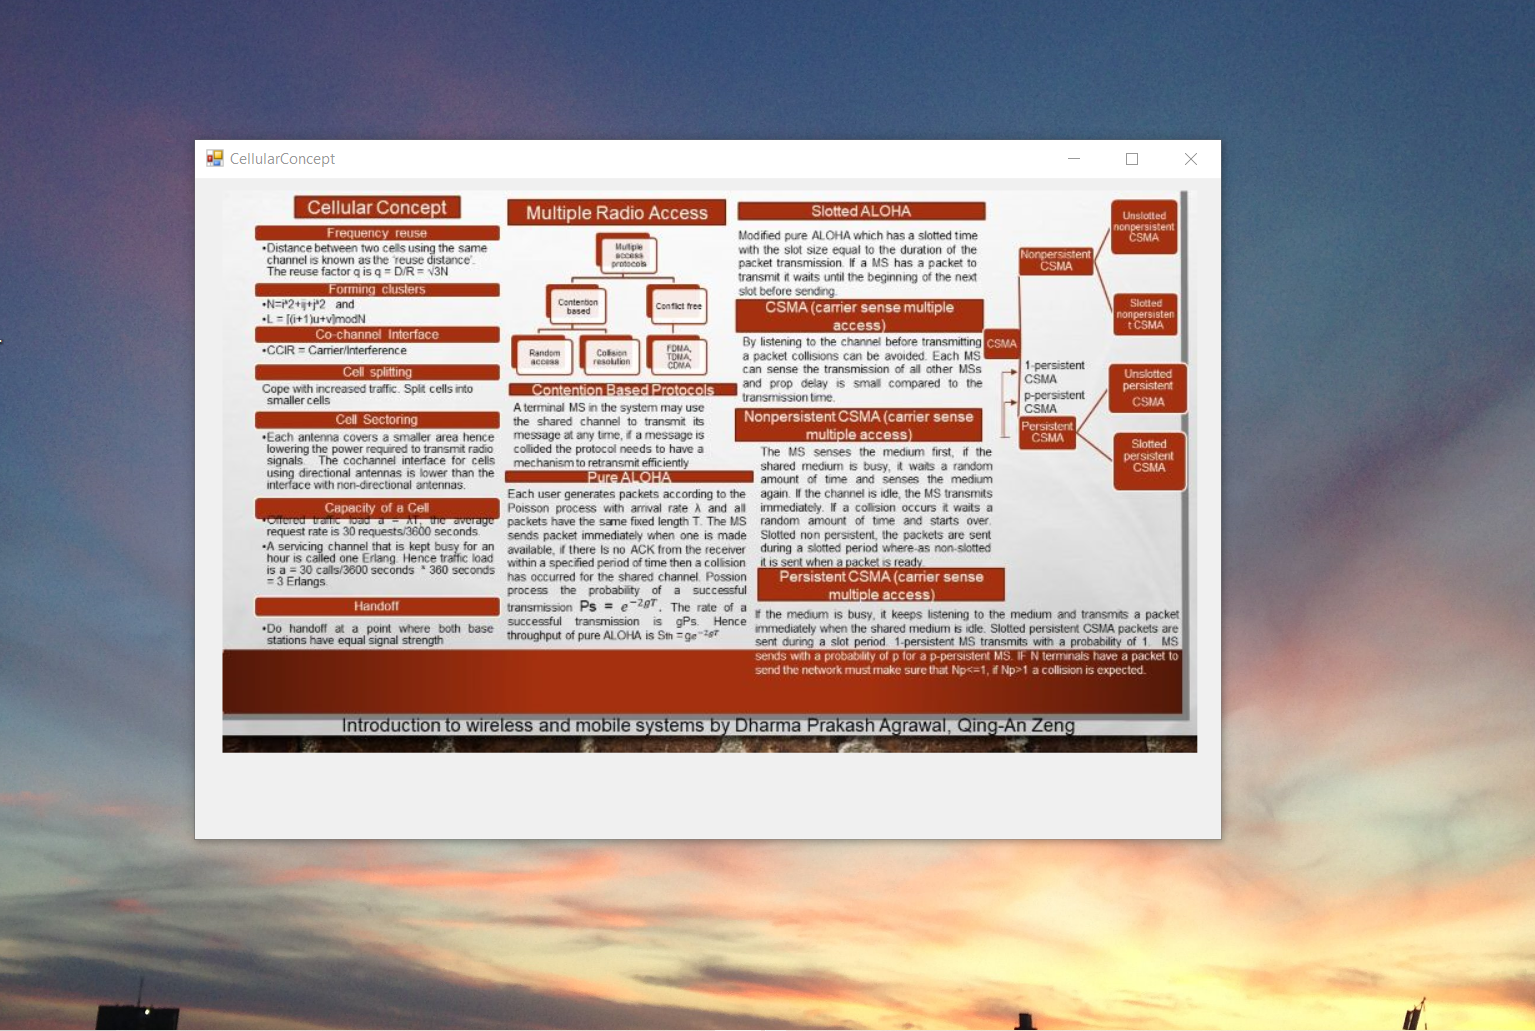 CellularConcept
Cellular Concept
Frequency reuse
•Distance between two cells using the same
channel is known as the 'reuse distance'.
The reuse factor q is q = D/R = √3N
Forming clusters
•N=i^2+ij+j^2 and
•L = [(i+1)u+v]modN
Co-channel Interface
•CCIR = Carrier/Interference
Cell splitting
Cope with increased traffic. Split cells into
smaller cells
Cell Sectoring
•Each antenna covers a smaller area hence
lowering the power required to transmit radio
signals. The cochannel interface for cells
using directional antennas is lower than the
interface with non-directional antennas.
Capacity of a Cell
•Offered traffic load a = λT, the average
request rate is 30 requests/3600 seconds.
•A servicing channel that is kept busy for an
hour is called one Erlang. Hence traffic load
is a = 30 calls/3600 seconds * 360 seconds
= 3 Erlangs.
Handoff
•Do handoff at a point where both base
stations have equal signal strength
Multiple Radio Access
Multiple
access
protocols
Contention
based
Conflict free
Random
access
Collision
resolution
FDMA,
TDMA,
CDMA
Contention Based Protocols
A terminal MS in the system may use
the shared channel to transmit its
message at any time, if a message is
collided the protocol needs to have a
mechanism to retransmit efficiently
Pure ALOHA
Each user generates packets according to the
Poisson process with arrival rate λ and all
packets have the same fixed length T. The MS
sends packet immediately when one is made
available, if there Is no ACK from the receiver
within a specified period of time then a collision
has occurred for the shared channel. Possion
process the probability of a successful
transmission Ps = e^−2gT. The rate of a
successful transmission is gPs. Hence
throughput of pure ALOHA is Sth =ge^−2gT
Slotted ALOHA
Modified pure ALOHA which has a slotted time
with the slot size equal to the duration of the
packet transmission. If a MS has a packet to
transmit it waits until the beginning of the next
slot before sending.
CSMA (carrier sense multiple
access)
By listening to the channel before transmitting
a packet collisions can be avoided. Each MS
can sense the transmission of all other MSs
and prop delay is small compared to the
transmission time.
Nonpersistent CSMA (carrier sense
multiple access)
The MS senses the medium first, if the
shared medium is busy, it waits a random
amount of time and senses the medium
again. If the channel is idle, the MS transmits
immediately. If a collision occurs it waits a
random amount of time and starts over.
Slotted non persistent, the packets are sent
during a slotted period where-as non-slotted
it is sent when a packet is ready.
Persistent CSMA (carrier sense
multiple access)
If the medium is busy, it keeps listening to the medium and transmits a packet
immediately when the shared medium is idle. Slotted persistent CSMA packets are
sent during a slot period. 1-persistent MS transmits with a probability of 1. MS
sends with a probability of p for a p-persistent MS. IF N terminals have a packet to
send the network must make sure that Np<=1, if Np>1 a collision is expected.
CSMA
Nonpersistent
CSMA
Unslotted
nonpersistent
CSMA
Slotted
nonpersisten
t CSMA
1-persistent
CSMA
p-persistent
CSMA
Persistent
CSMA
Unslotted
persistent
CSMA
Slotted
persistent
CSMA
Introduction to wireless and mobile systems by Dharma Prakash Agrawal, Qing-An Zeng